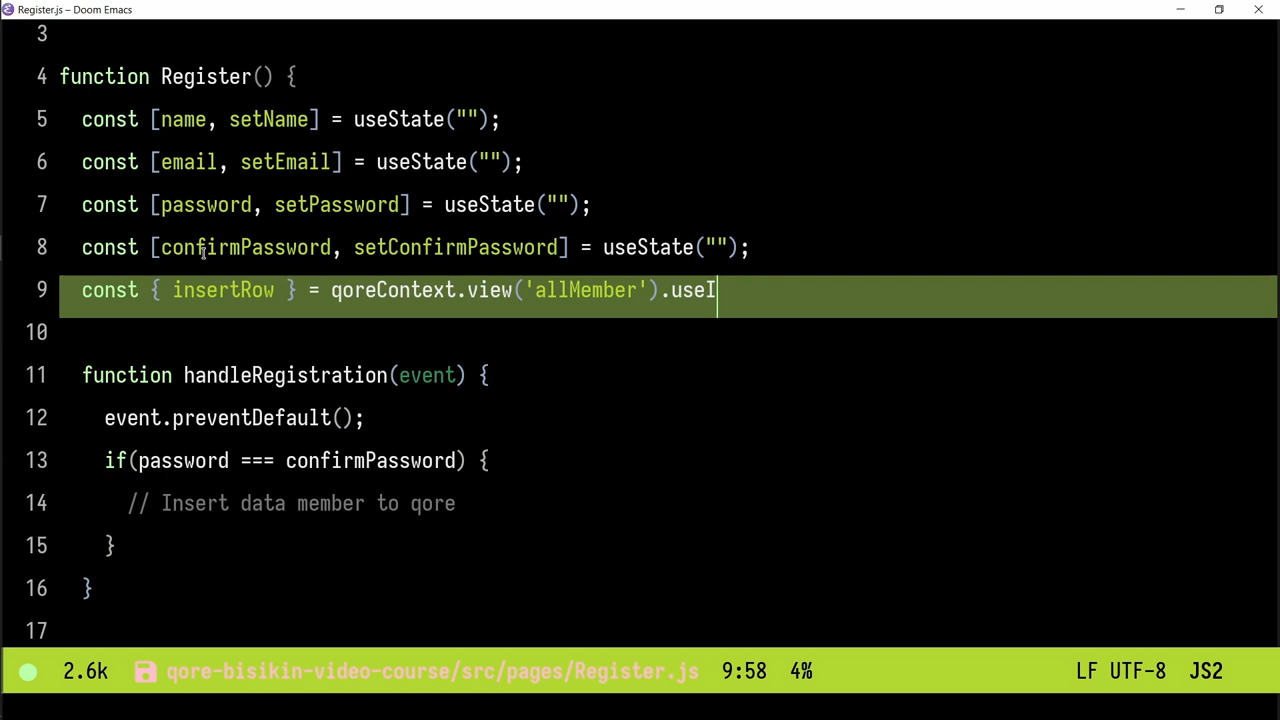 Register.js – Doom Emacs
3
4 function Register() {
5 const [name, setName] = useState("");
6 const [email, setEmail] = useState("");
7 const [password, setPassword] = useState("");
8 const [confirmPassword, setConfirmPassword] = useState("");
9 const { insertRow } = qoreContext.view('allMember').useI
10
11 function handleRegistration(event) {
12 event.preventDefault();
13 if(password === confirmPassword) {
14 // Insert data member to qore
15 }
16 }
17
2.6k qore-bisikin-video-course/src/pages/Register.js 9:58 4% LF UTF-8 JS2